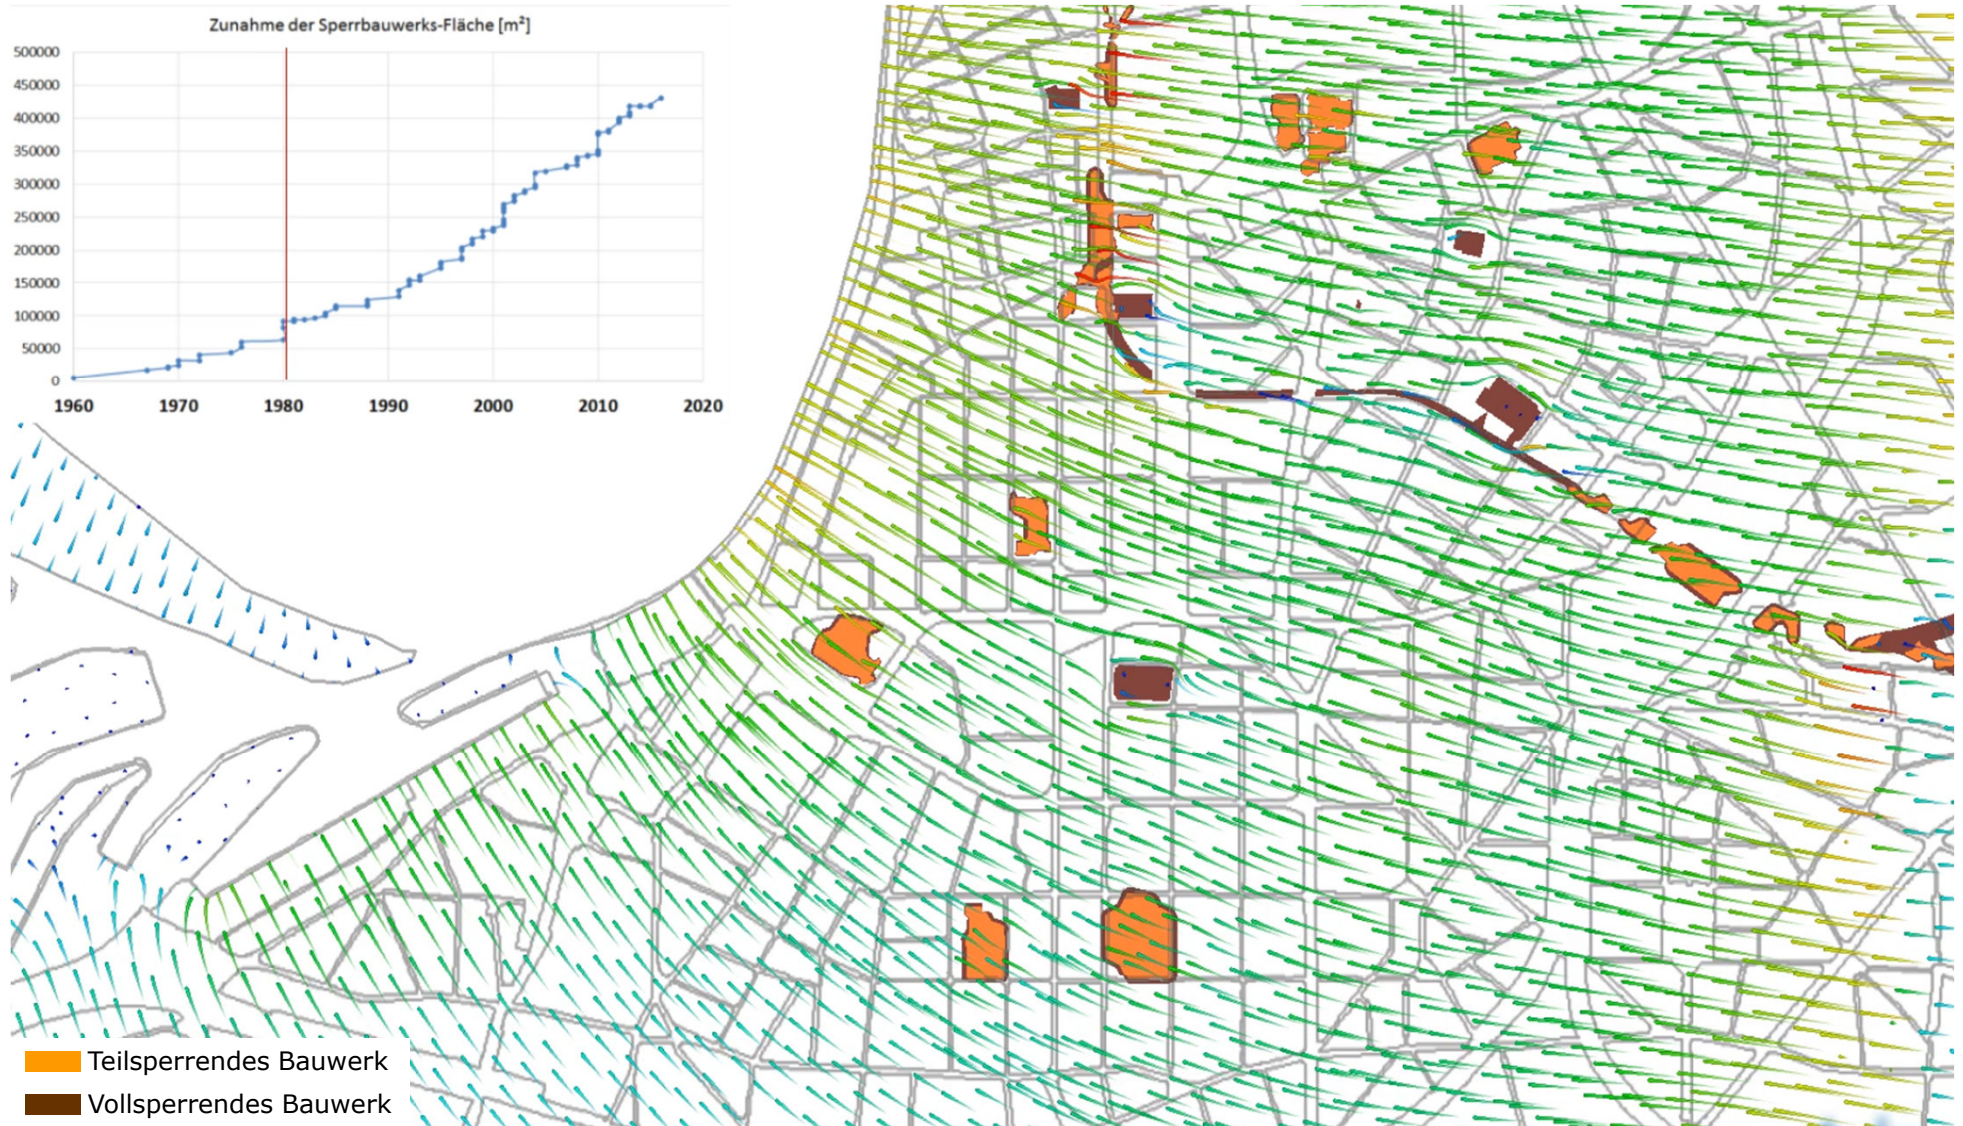 Zunahme der Sperrbauwerks-Fläche [m²]
500000
450000
400000
350000
300000
250000
200000
150000
100000
50000
0
1960 1970 1980 1990 2000 2010 2020
Teilsperrendes Bauwerk
Vollsperrendes Bauwerk